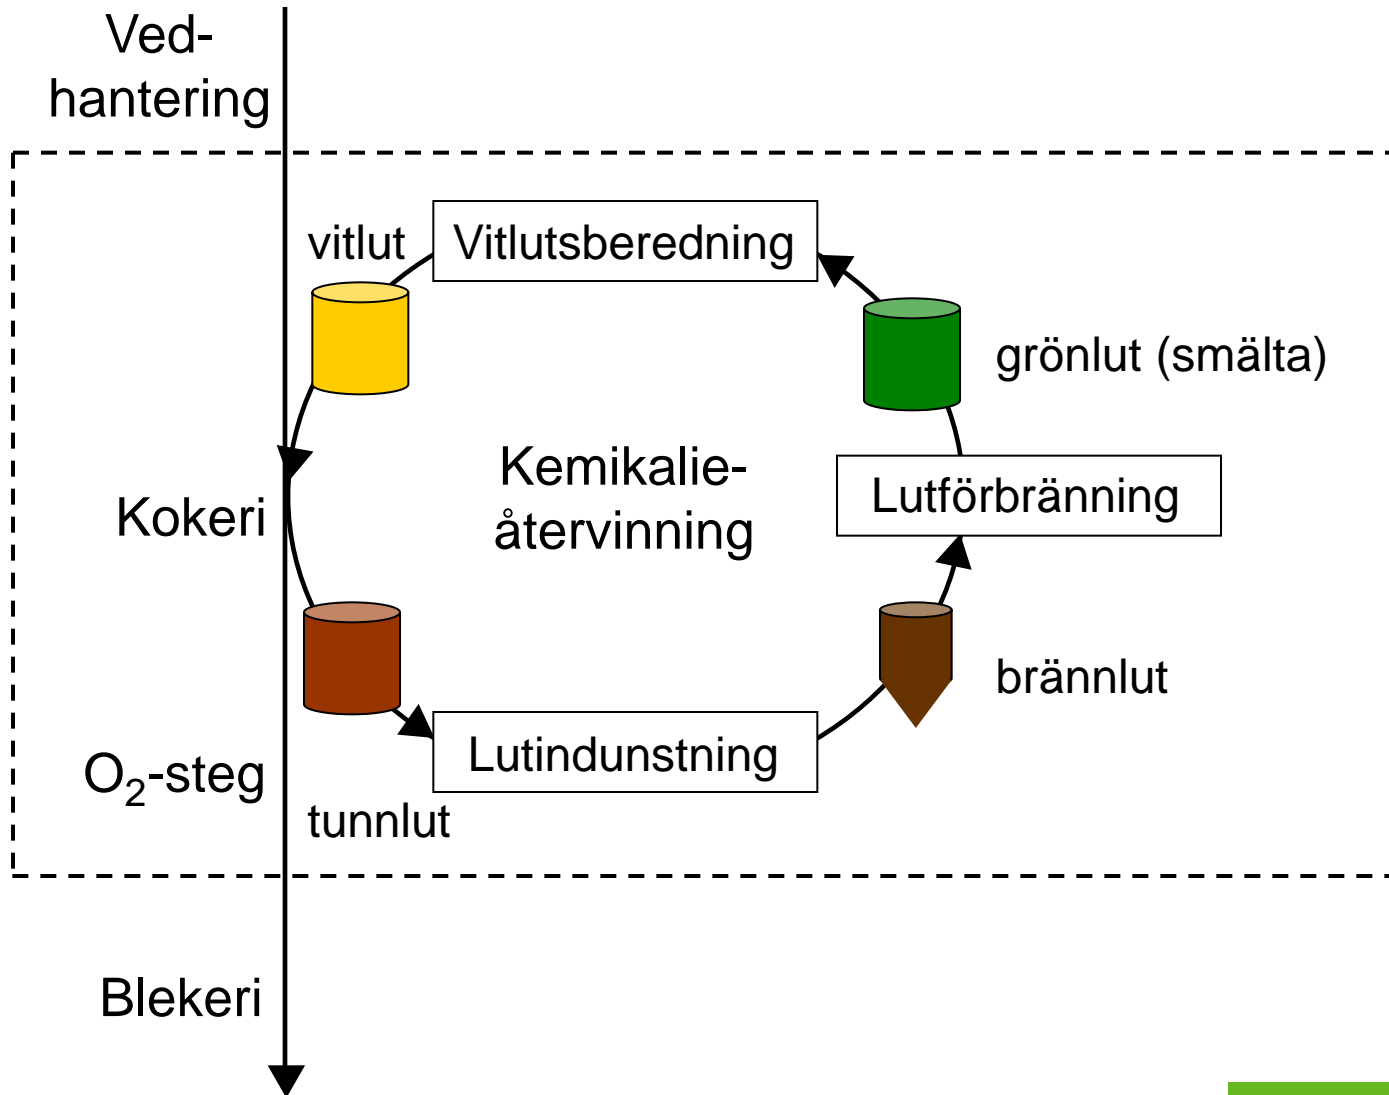 Ved-
hantering
vitlut
Vitlutsberedning
grönlut (smälta)
Kemikalie-
återvinning
Lutförbränning
Kokeri
brännlut
Lutindunstning
O₂-steg
tunnlut
Blekeri